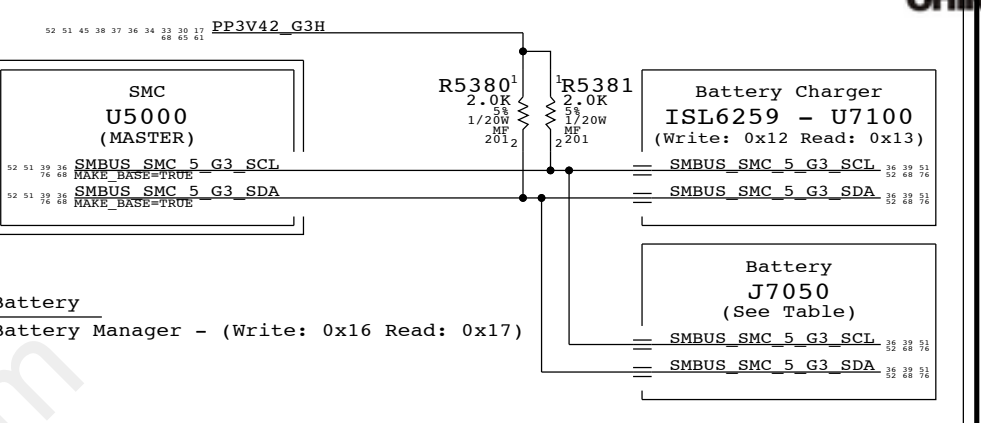 52 51 45 38 37 36 34 33 30 17 PP3V42_G3H
68 65 61
SMC
U5000
(MASTER)
52 51 39 36 SMBUS_SMC_5_G3_SCL
76 68 MAKE_BASE=TRUE
52 51 39 36 SMBUS_SMC_5_G3_SDA
76 68 MAKE_BASE=TRUE
R5380 1
2.0K
5%
1/20W
MF
201 2
1 R5381
2.0K
5%
1/20W
MF
2 201
Battery Charger
ISL6259 - U7100
(Write: 0x12 Read: 0x13)
SMBUS_SMC_5_G3_SCL 36 39 51
52 68 76
SMBUS_SMC_5_G3_SDA 36 39 51
52 68 76
Battery
J7050
(See Table)
SMBUS_SMC_5_G3_SCL 36 39 51
52 68 76
SMBUS_SMC_5_G3_SDA 36 39 51
52 68 76
Battery
Battery Manager - (Write: 0x16 Read: 0x17)
m